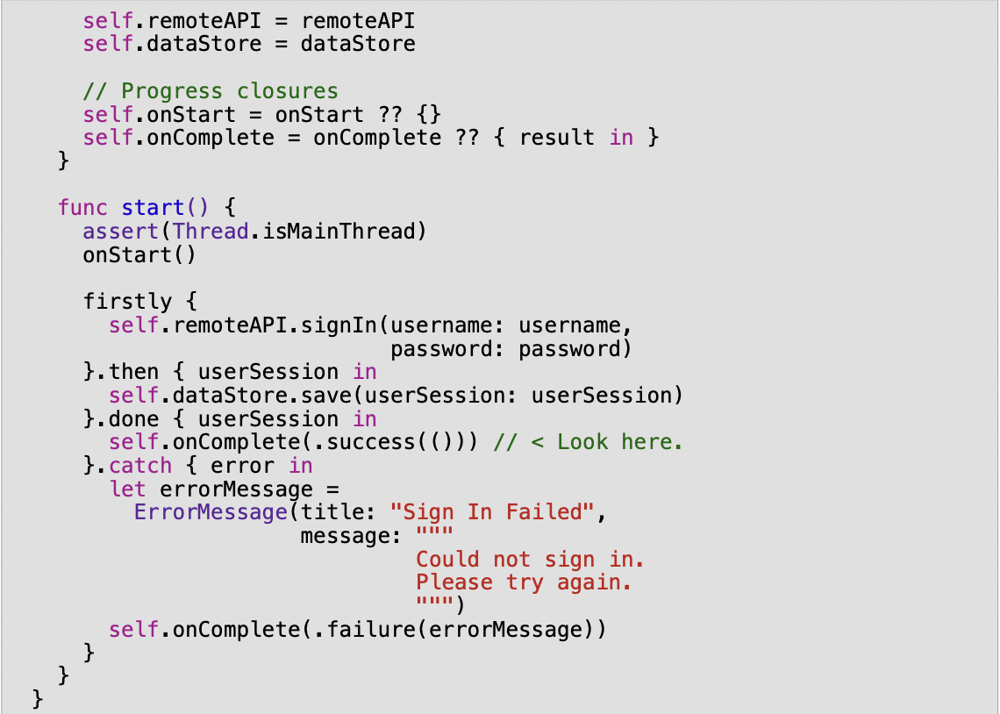 self.remoteAPI = remoteAPI
self.dataStore = dataStore
// Progress closures
self.onStart = onStart ?? {}
self.onComplete = onComplete ?? { result in }
}
func start() {
assert(Thread.isMainThread)
onStart()
firstly {
self.remoteAPI.signIn(username: username,
password: password)
}.then { userSession in
self.dataStore.save(userSession: userSession)
}.done { userSession in
self.onComplete(.success(())) // < Look here.
}.catch { error in
let errorMessage =
ErrorMessage(title: "Sign In Failed",
message: """
Could not sign in.
Please try again.
""")
self.onComplete(.failure(errorMessage))
}
}
}